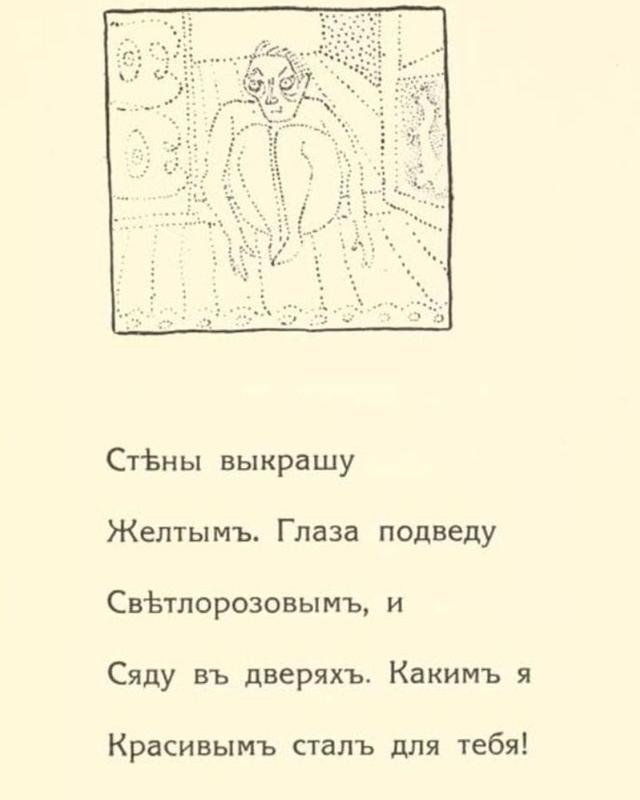 Стѣны выкрашу
Желтымъ. Глаза подведу
Свѣтлорозовымъ, и
Сяду въ дверяхъ. Какимъ я
Красивымъ сталъ для тебя!